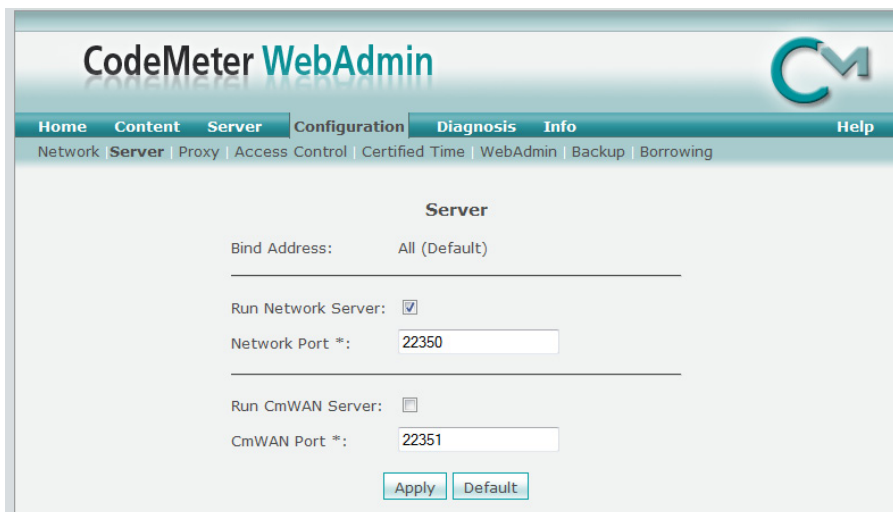 CodeMeter WebAdmin
CM
Home Content Server Configuration Diagnosis Info Help
Network | Server | Proxy | Access Control | Certified Time | WebAdmin | Backup | Borrowing
Server
Bind Address: All (Default)
Run Network Server:
Network Port *: 22350
Run CmWAN Server:
CmWAN Port *: 22351
Apply Default